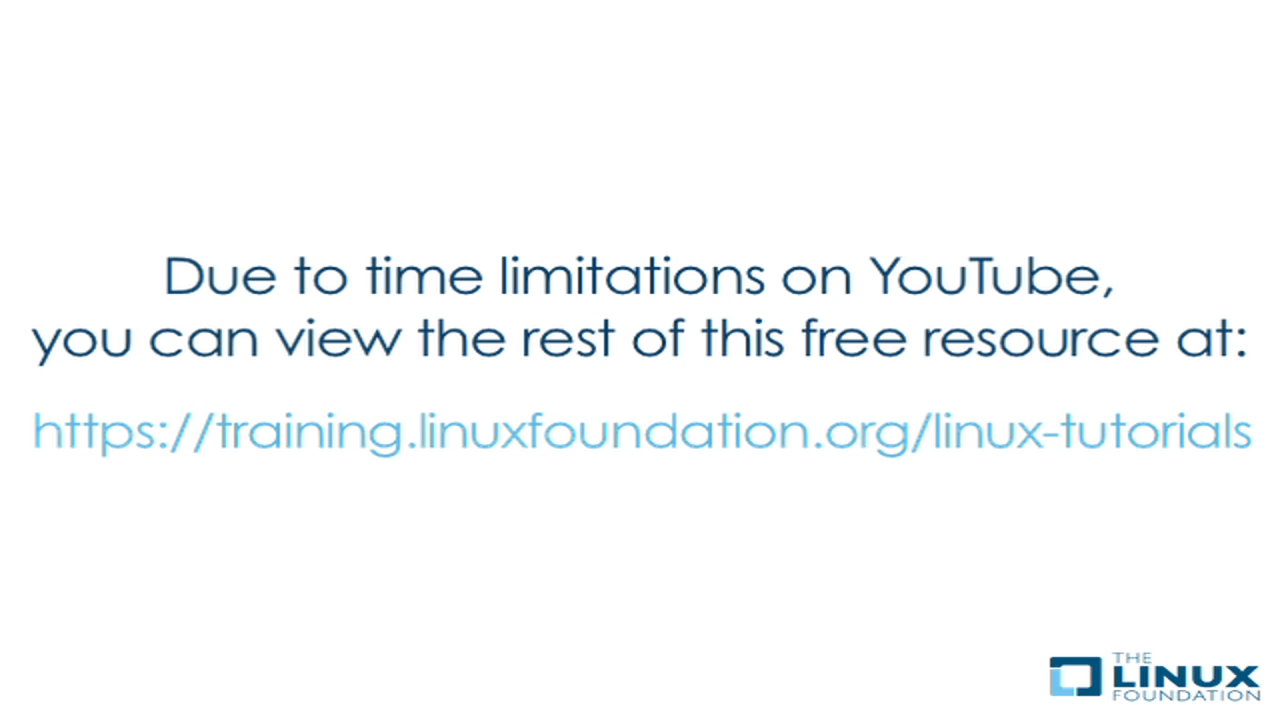 Due to time limitations on YouTube,
you can view the rest of this free resource at:
https://training.linuxfoundation.org/linux-tutorials
THE
LINUX
FOUNDATION